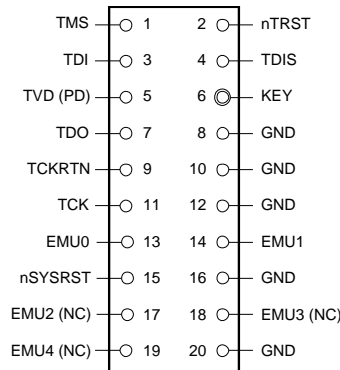 TMS 1 2 nTRST
TDI 3 4 TDIS
TVD (PD) 5 6 KEY
TDO 7 8 GND
TCKRTN 9 10 GND
TCK 11 12 GND
EMU0 13 14 EMU1
nSYSRST 15 16 GND
EMU2 (NC) 17 18 EMU3 (NC)
EMU4 (NC) 19 20 GND